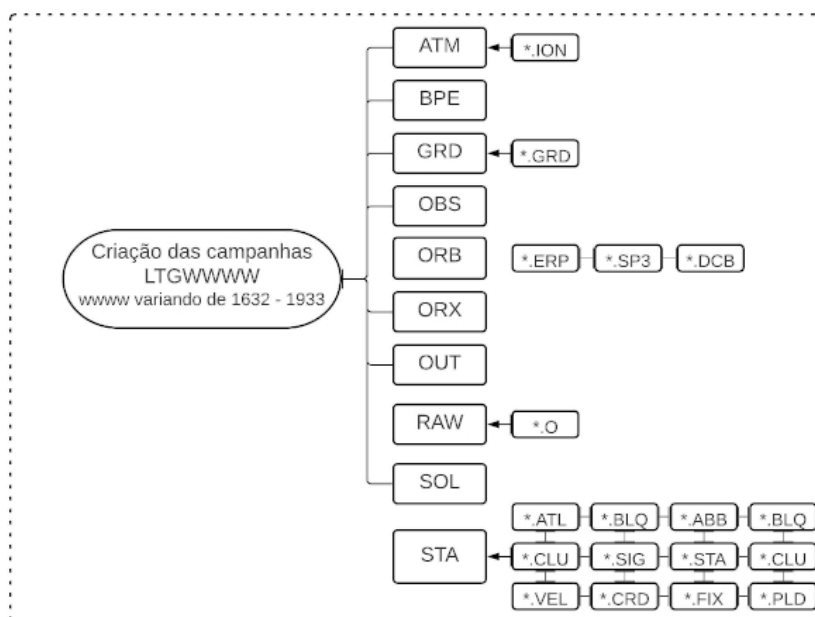 ATM
*.ION
BPE
GRD
*.GRD
OBS
Criação das campanhas
LTGWWWW
wwww variando de 1632 - 1933
ORB
*.ERP
*.SP3
*.DCB
ORX
OUT
RAW
*.O
SOL
STA
*.ATL
*.BLQ
*.ABB
*.BLQ
*.CLU
*.SIG
*.STA
*.CLU
*.VEL
*.CRD
*.FIX
*.PLD